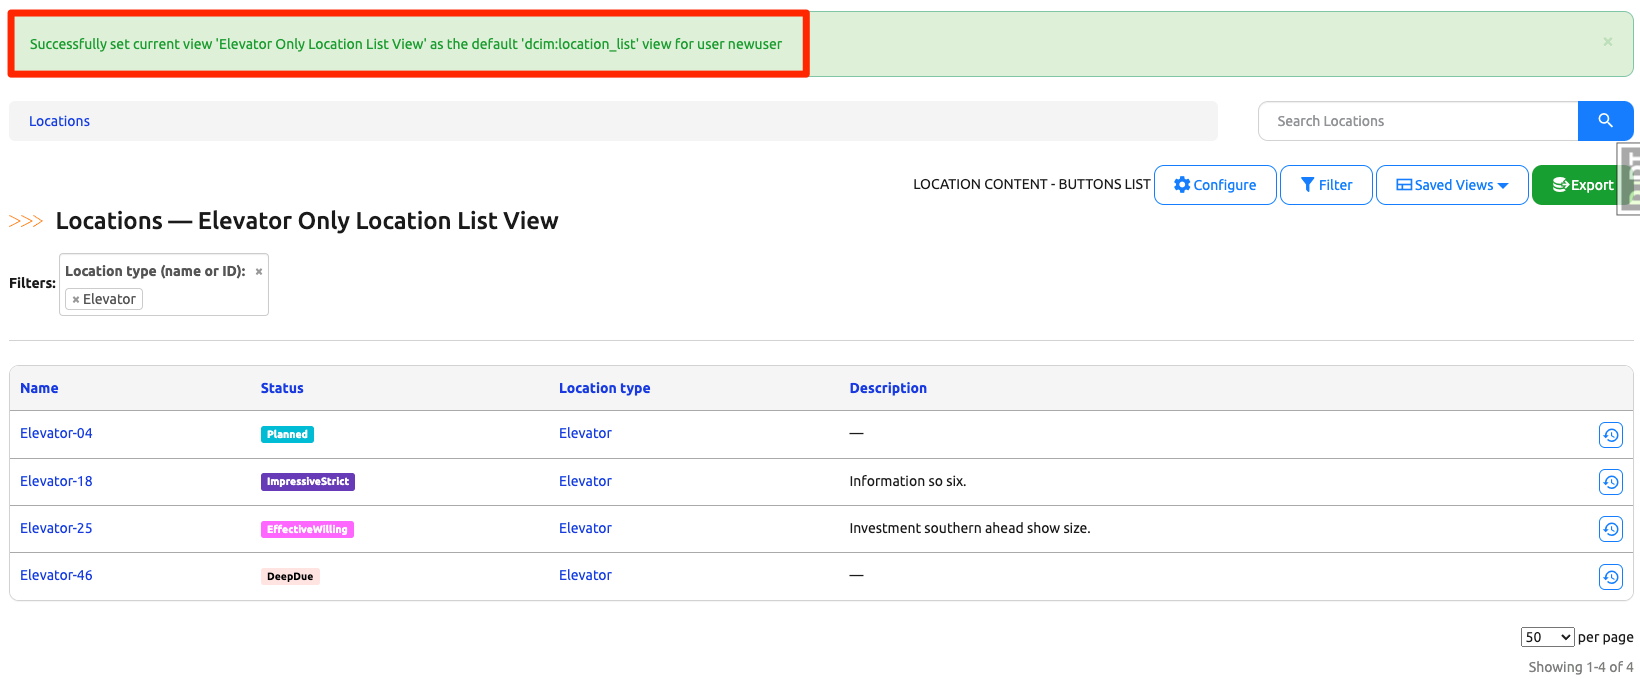 Successfully set current view 'Elevator Only Location List View' as the default 'dcim:location_list' view for user newuser ×
Locations
Search Locations
LOCATION CONTENT - BUTTONS LIST Configure Filter Saved Views Export
>>> Locations — Elevator Only Location List View
Filters:
Location type (name or ID): ×
× Elevator
Name Status Location type Description
Elevator-04 Planned Elevator —
Elevator-18 ImpressiveStrict Elevator Information so six.
Elevator-25 EffectiveWilling Elevator Investment southern ahead show size.
Elevator-46 DeepDue Elevator —
50 per page
Showing 1-4 of 4